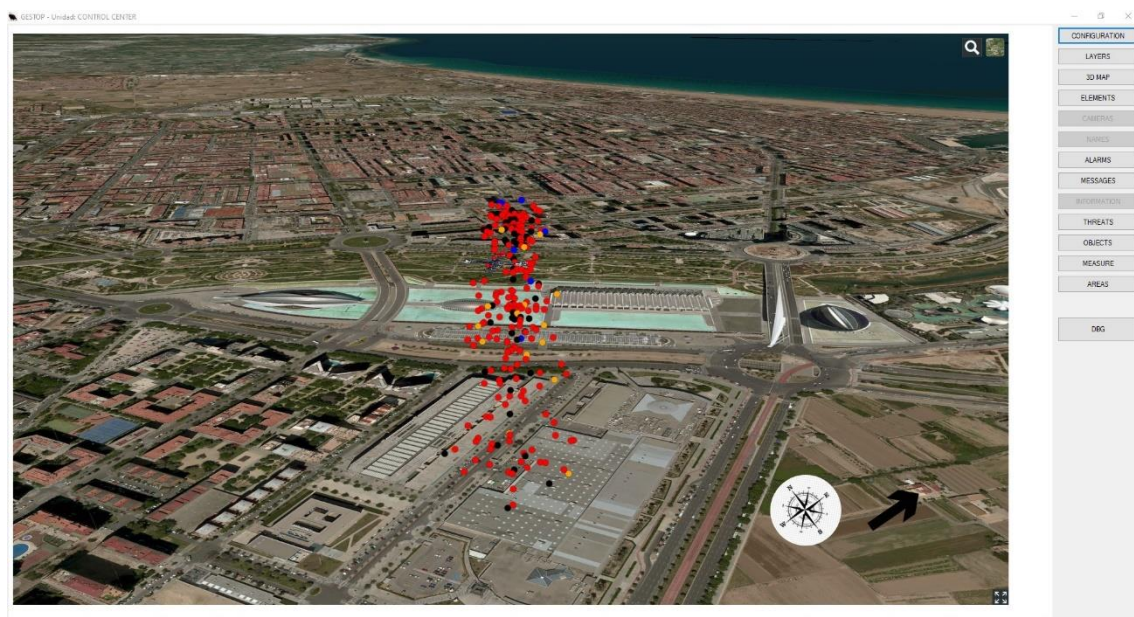 GESTOP - Unidad: CONTROL CENTER
CONFIGURATION
LAYERS
3D MAP
ELEMENTS
CAMERAS
NAMES
ALARMS
MESSAGES
INFORMATION
THREATS
OBJECTS
MEASURE
AREAS
DBG